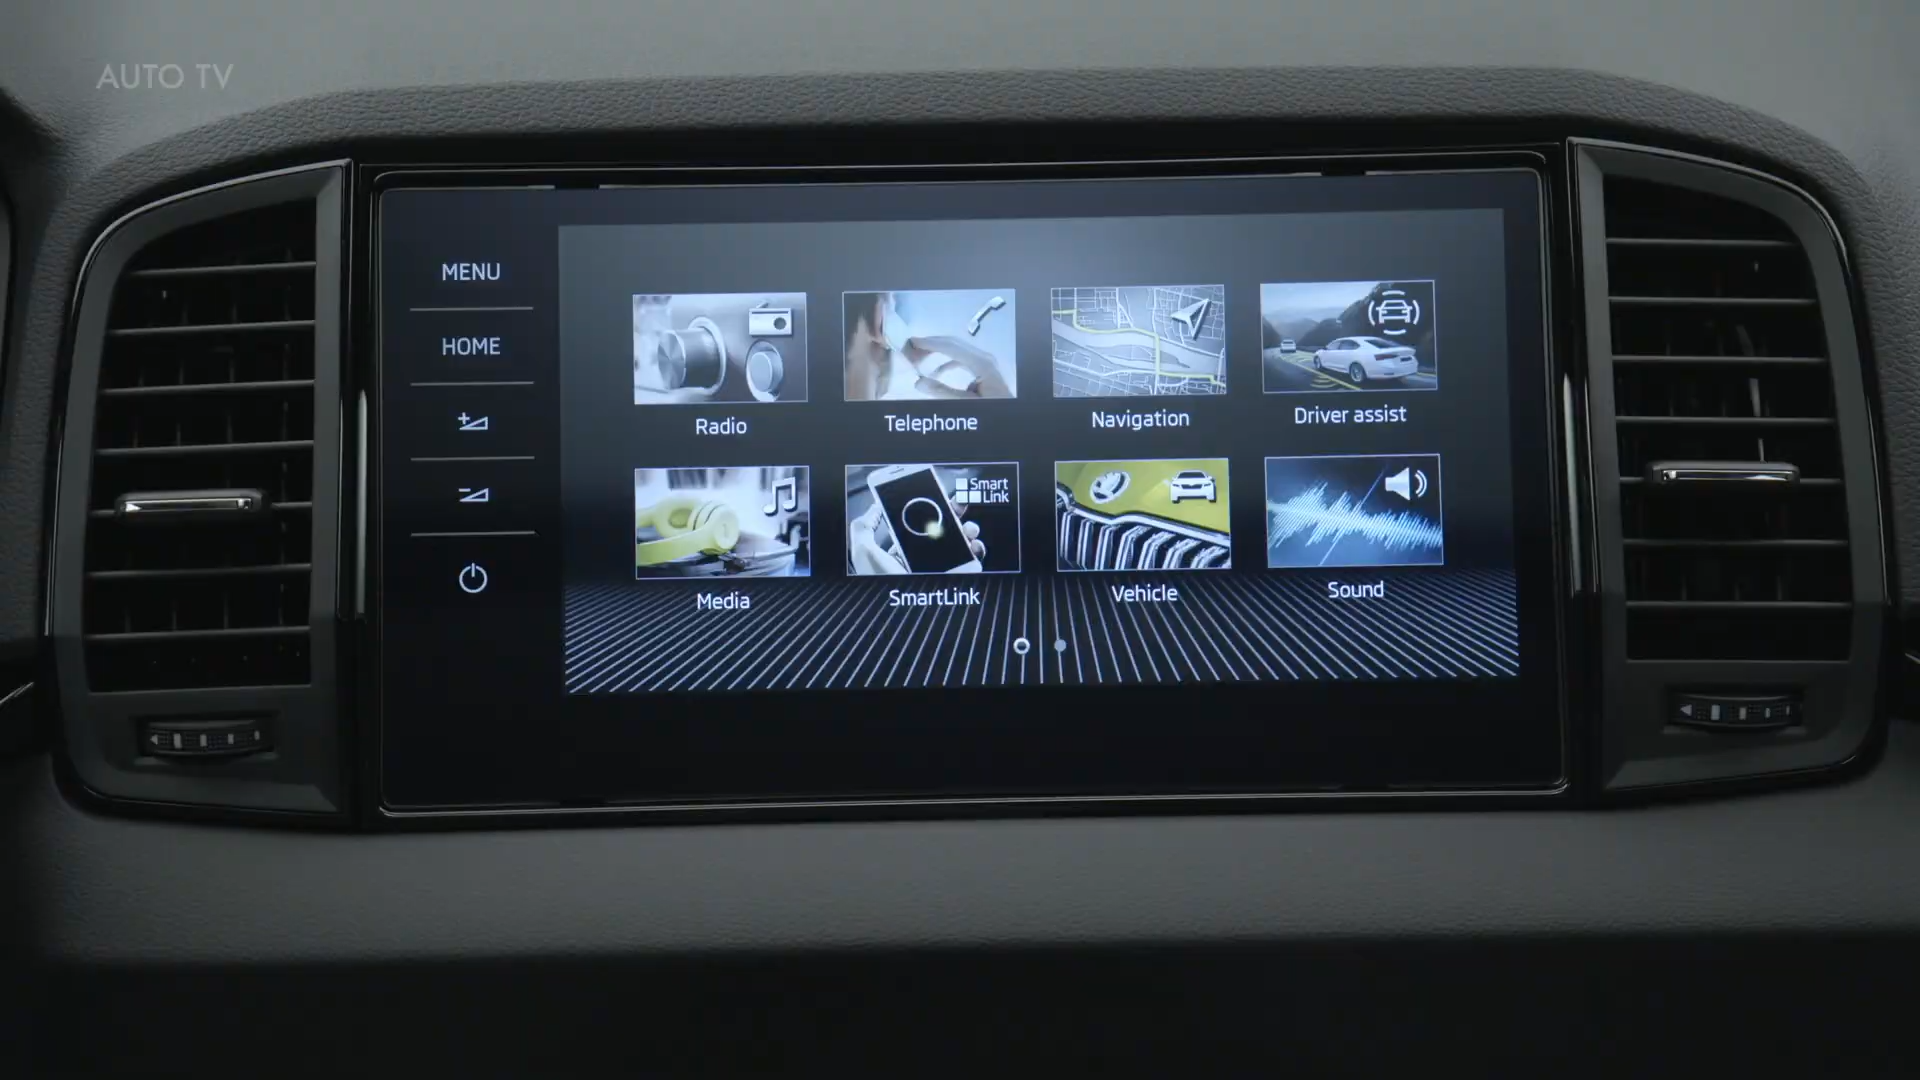 AUTO TV
MENU
HOME
Radio
Telephone
Navigation
Driver assist
Smart
Link
Media
SmartLink
Vehicle
Sound